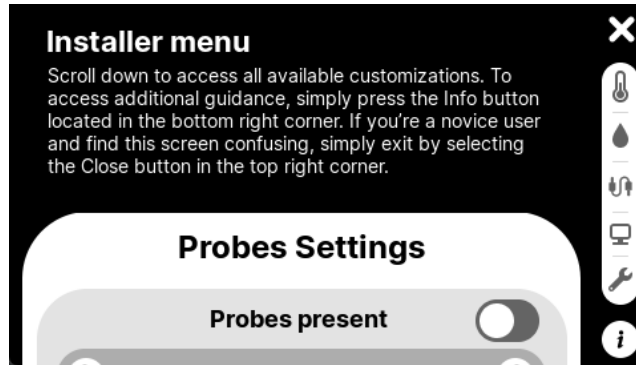 Installer menu
Scroll down to access all available customizations. To
access additional guidance, simply press the Info button
located in the bottom right corner. If you're a novice user
and find this screen confusing, simply exit by selecting
the Close button in the top right corner.
Probes Settings
Probes present
i